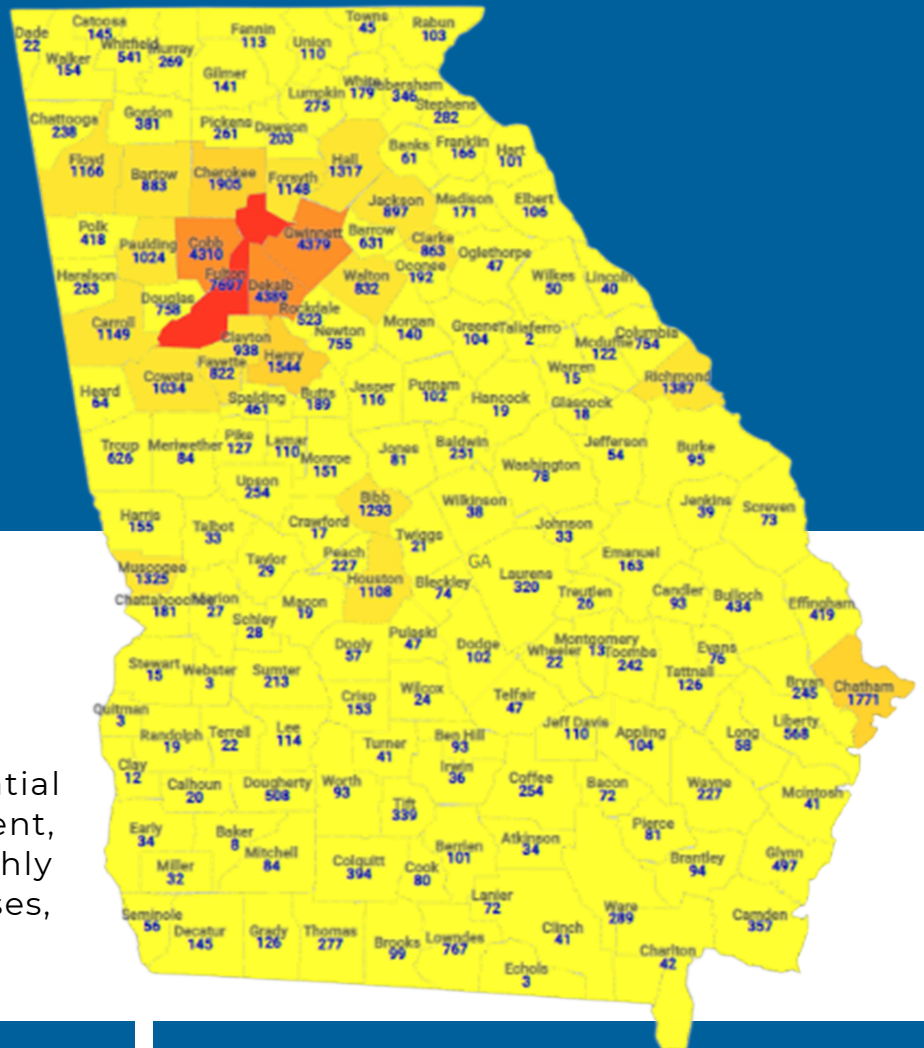 Dade
22
Catoosa
145
Whitfield
541
Murray
269
Walker
154
Fannin
113
Union
110
Towns
45
Rabun
103
Gilmer
141
Lumpkin
275
White
179
bersham
346
Stephens
282
Chattooga
238
Gordon
381
Pickens
261
Dawson
203
Banks
61
Franklin
166
Hart
101
Floyd
1166
Bartow
883
Cherokee
1905
Forsyth
1148
Hall
1317
Jackson
897
Madison
171
Elbert
106
Polk
418
Paulding
1024
Cobb
4310
Gwinnett
4379
Barrow
631
Clarke
863
Oconee
192
Oglethorpe
47
Wilkes
50
Lincoln
40
Haralson
253
Douglas
758
Fulton
7697
Dekalb
4389
Rockdale
523
Walton
832
Carroll
1149
Clayton
938
Newton
755
Morgan
140
Greene
104
Taliaferro
2
Mcduffie
122
Columbia
754
Fayette
822
Henry
1544
Coweta
1034
Heard
64
Spalding
461
Butts
189
Jasper
116
Putnam
102
Hancock
19
Warren
15
Glascock
18
Richmond
1387
Troup
626
Meriwether
84
Pike
127
Lamar
110
Monroe
151
Jones
81
Baldwin
251
Washington
78
Jefferson
54
Burke
95
Upson
254
Bibb
1293
Wilkinson
38
Jenkins
39
Screven
73
Harris
155
Talbot
33
Crawford
17
Twiggs
21
Johnson
33
GA
Muscogee
1325
Taylor
29
Peach
227
Houston
1108
Bleckley
74
Laurens
320
Emanuel
163
Treutlen
26
Candler
93
Bulloch
434
Effingham
419
Chattahoochee
181
Marion
27
Schley
28
Macon
19
Dooly
57
Pulaski
47
Dodge
102
Wheeler
22
Montgomery
13
Toombs
242
Evans
76
Tattnall
126
Stewart
15
Webster
3
Sumter
213
Crisp
153
Wilcox
24
Telfair
47
Bryan
245
Chatham
1771
Quitman
3
Randolph
19
Terrell
22
Lee
114
Turner
41
Ben Hill
93
Jeff Davis
110
Appling
104
Long
58
Liberty
568
Clay
12
Calhoun
20
Dougherty
508
Worth
93
Irwin
36
Coffee
254
Bacon
72
Wayne
227
Mcintosh
41
Tift
339
Early
34
Baker
8
Mitchell
84
Miller
32
Colquitt
394
Cook
80
Berrien
101
Atkinson
34
Pierce
81
Brantley
94
Glynn
497
Lanier
72
Ware
289
Seminole
56
Decatur
145
Grady
126
Thomas
277
Brooks
99
Lowndes
767
Clinch
41
Echols
3
Charlton
42
Camden
357
tial
ent,
hly
ses,